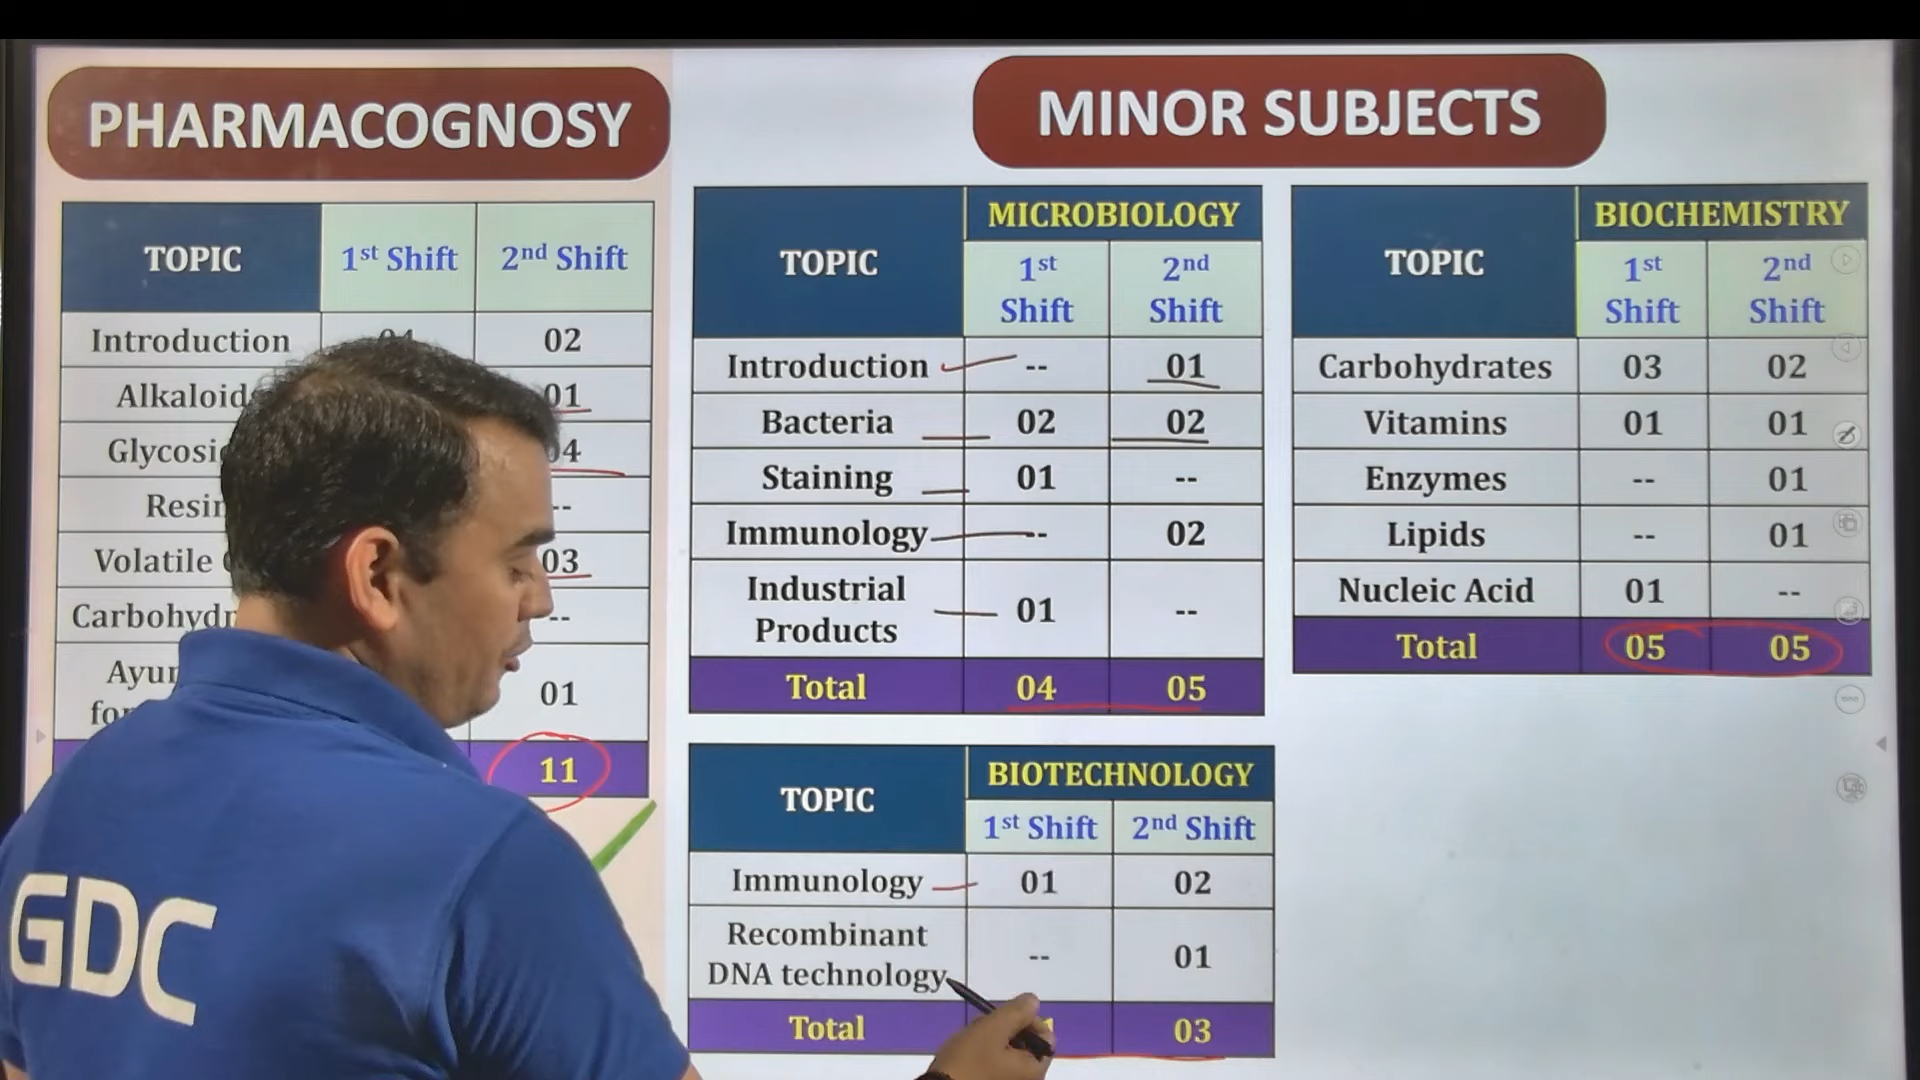 PHARMACOGNOSY
TOPIC 1st Shift 2nd Shift
Introduction 04 02
01
04
-- 
Volatile 03
--
01
11
MINOR SUBJECTS
TOPIC MICROBIOLOGY
1st Shift 2nd Shift
Introduction -- 01
Bacteria 02 02
Staining 01 --
Immunology -- 02
Industrial Products 01 --
Total 04 05
TOPIC BIOCHEMISTRY
1st Shift 2nd Shift
Carbohydrates 03 02
Vitamins 01 01
Enzymes -- 01
Lipids -- 01
Nucleic Acid 01 --
Total 05 05
TOPIC BIOTECHNOLOGY
1st Shift 2nd Shift
Immunology 01 02
Recombinant
DNA technology -- 01
Total 03
GDC